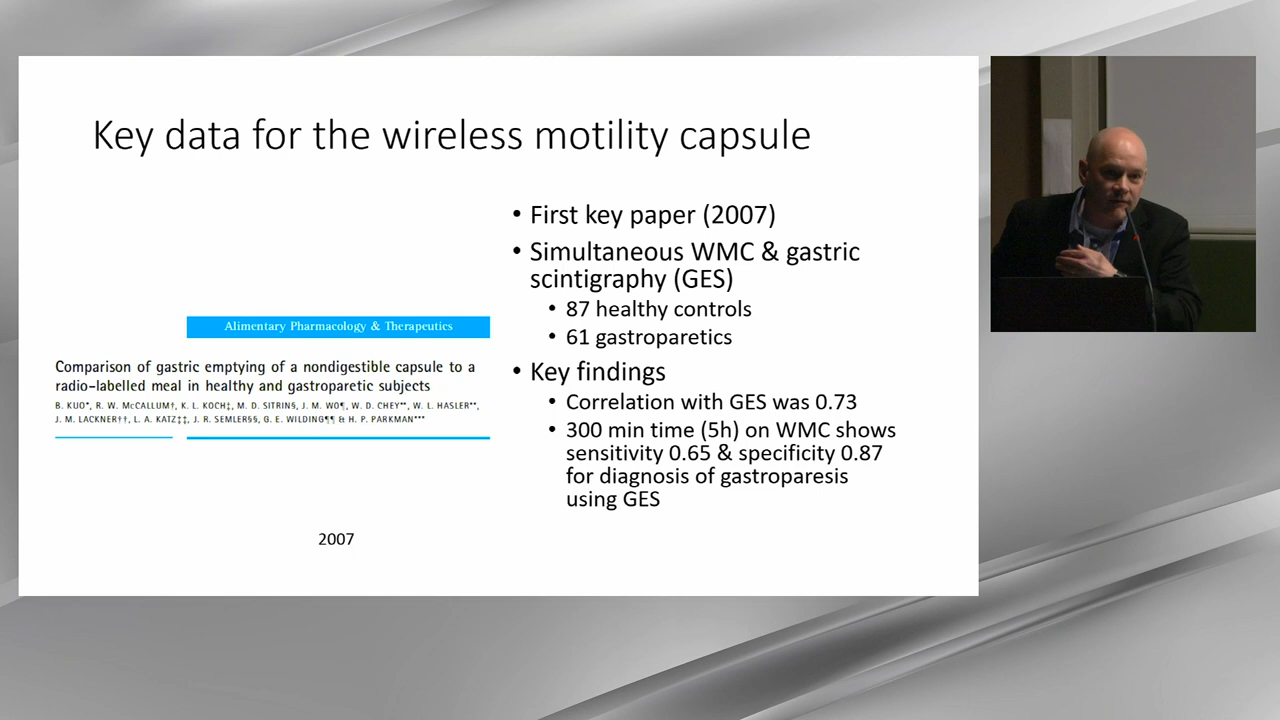 Key data for the wireless motility capsule
Alimentary Pharmacology & Therapeutics
Comparison of gastric emptying of a nondigestible capsule to a
radio-labelled meal in healthy and gastroparetic subjects
B. KUO*, R. W. McCALLUM†, K. L. KOCH‡, M. D. SITRIN§, J. M. WO¶, W. D. CHEY**, W. L. HASLER**,
J. M. LACKNER††, L. A. KATZ‡‡, J. R. SEMLER§§, G. E. WILDING¶¶ & H. P. PARKMAN***
2007
• First key paper (2007)
• Simultaneous WMC & gastric
scintigraphy (GES)
• 87 healthy controls
• 61 gastroparetics
• Key findings
• Correlation with GES was 0.73
• 300 min time (5h) on WMC shows
sensitivity 0.65 & specificity 0.87
for diagnosis of gastroparesis
using GES